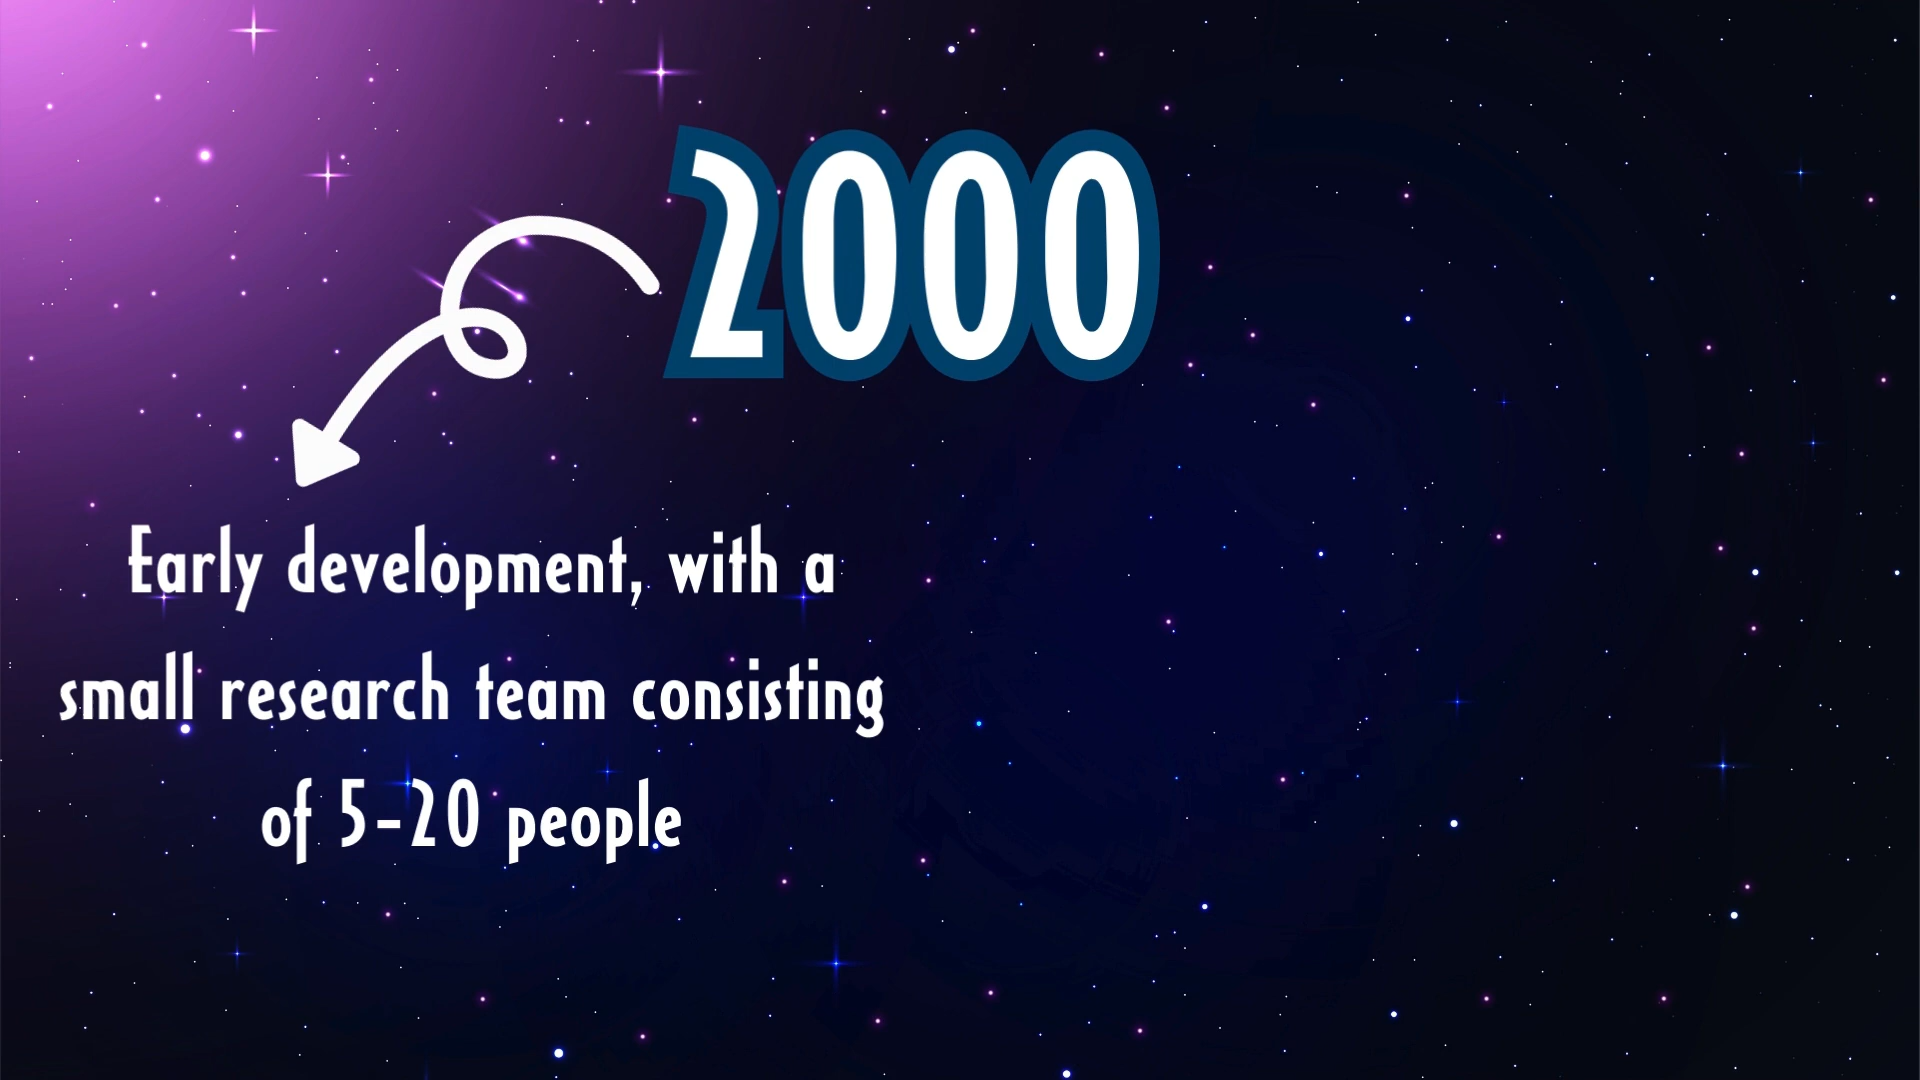 2000
Early development, with a
small research team consisting
of 5-20 people